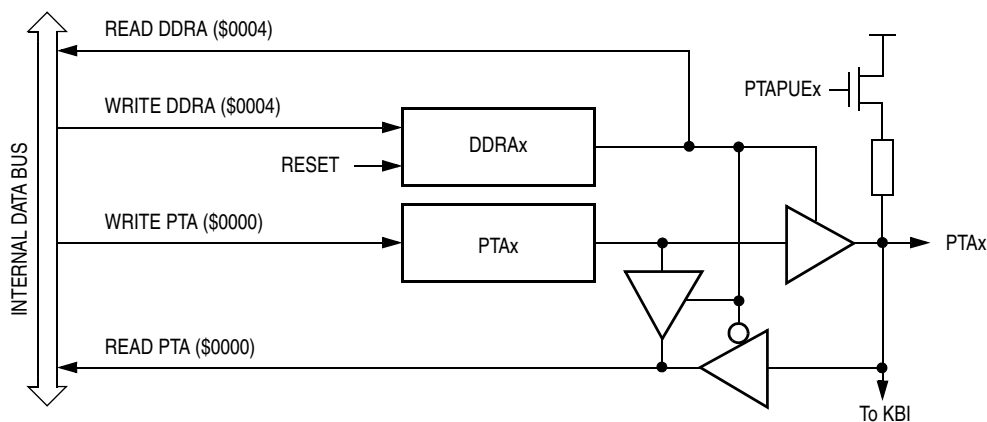 READ DDRA ($0004)
PTAPUEx
WRITE DDRA ($0004)
DDRAx
RESET
INTERNAL DATA BUS
WRITE PTA ($0000)
PTAx
PTAx
READ PTA ($0000)
To KBI